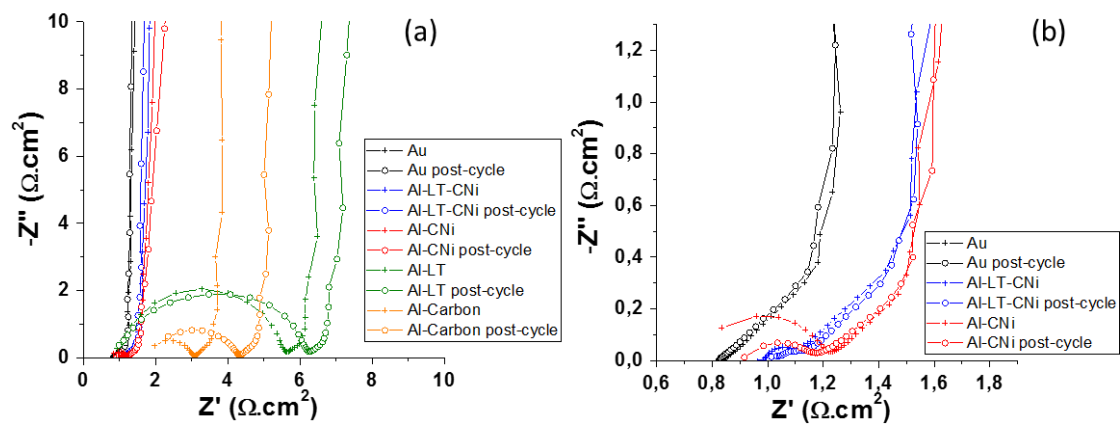 (a)
10
8
6
4
2
0
-Z" (Ω.cm²)
0 2 4 6 8 10
Z' (Ω.cm²)
Au
Au post-cycle
Al-LT-CNi
Al-LT-CNi post-cycle
Al-CNi
Al-CNi post-cycle
Al-LT
Al-LT post-cycle
Al-Carbon
Al-Carbon post-cycle
(b)
1,2
1,0
0,8
0,6
0,4
0,2
0,0
-Z" (Ω.cm²)
0,6 0,8 1,0 1,2 1,4 1,6 1,8
Z' (Ω.cm²)
Au
Au post-cycle
Al-LT-CNi
Al-LT-CNi post-cycle
Al-CNi
Al-CNi post-cycle